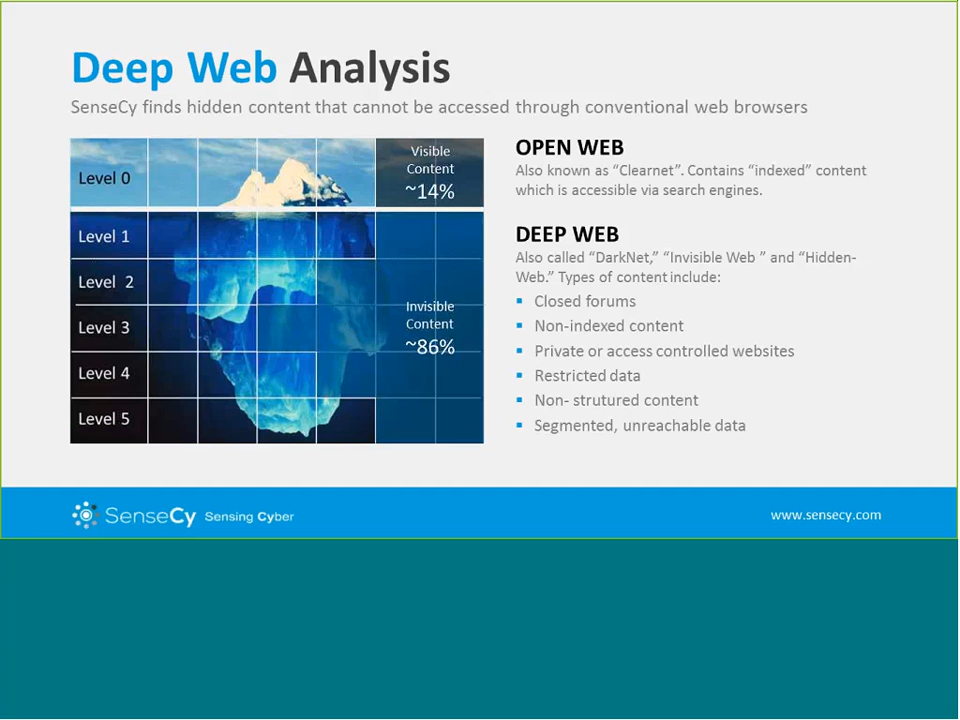 Deep Web Analysis
SenseCy finds hidden content that cannot be accessed through conventional web browsers
Level 0
Visible
Content
~14%
Level 1
Level 2
Level 3
Level 4
Level 5
Invisible
Content
~86%
OPEN WEB
Also known as “Clearnet”. Contains “indexed” content
which is accessible via search engines.
DEEP WEB
Also called “DarkNet,” “Invisible Web ” and “Hidden-
Web.” Types of content include:
▪ Closed forums
▪ Non-indexed content
▪ Private or access controlled websites
▪ Restricted data
▪ Non- strutured content
▪ Segmented, unreachable data
SenseCy Sensing Cyber
www.sensecy.com